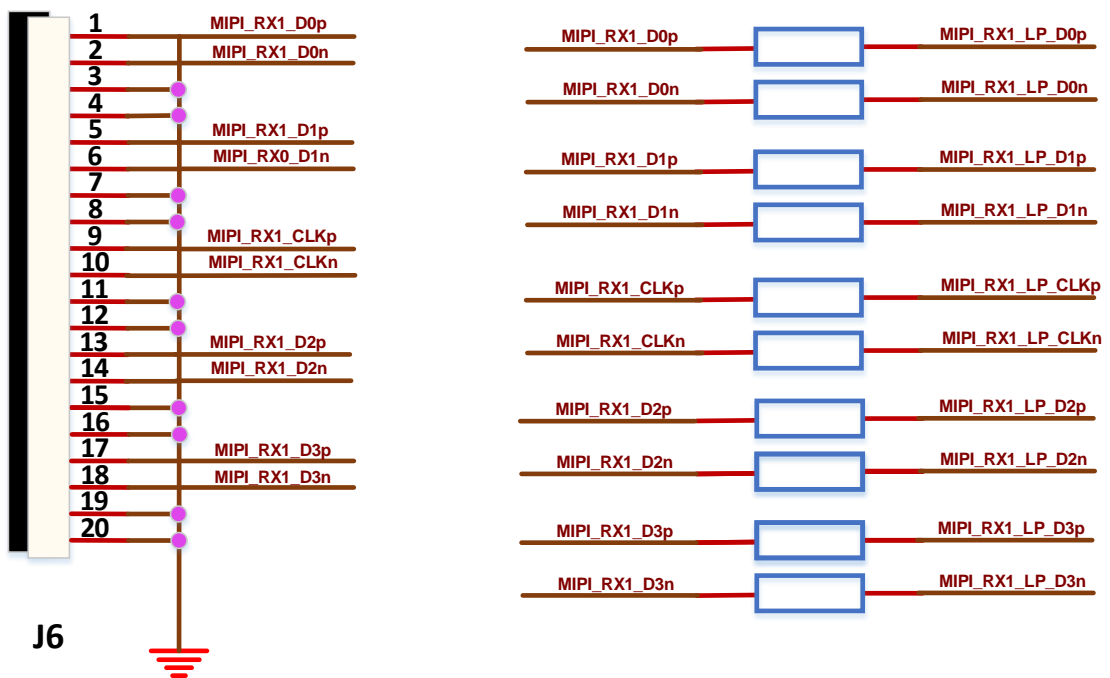 1 MIPI_RX1_D0p
2 MIPI_RX1_D0n
3
4
5 MIPI_RX1_D1p
6 MIPI_RX0_D1n
7
8
9 MIPI_RX1_CLKp
10 MIPI_RX1_CLKn
11
12
13 MIPI_RX1_D2p
14 MIPI_RX1_D2n
15
16
17 MIPI_RX1_D3p
18 MIPI_RX1_D3n
19
20
J6
MIPI_RX1_D0p MIPI_RX1_LP_D0p
MIPI_RX1_D0n MIPI_RX1_LP_D0n
MIPI_RX1_D1p MIPI_RX1_LP_D1p
MIPI_RX1_D1n MIPI_RX1_LP_D1n
MIPI_RX1_CLKp MIPI_RX1_LP_CLKp
MIPI_RX1_CLKn MIPI_RX1_LP_CLKn
MIPI_RX1_D2p MIPI_RX1_LP_D2p
MIPI_RX1_D2n MIPI_RX1_LP_D2n
MIPI_RX1_D3p MIPI_RX1_LP_D3p
MIPI_RX1_D3n MIPI_RX1_LP_D3n